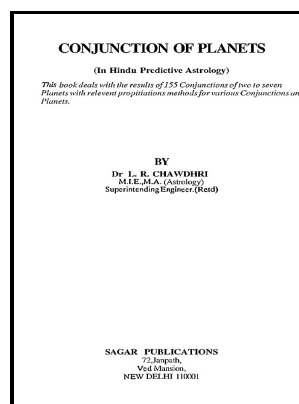 CONJUNCTION OF PLANETS
(In Hindu Predictive Astrology)
This book deals with the results of 155 Conjunctions of two to seven
Planets with relevent propitiations methods for various Conjunctions an
Planets.
BY
Dr L. R. CHAWDHRI
M.I.E.,M.A. (Astrology)
Superintending Engineer.(Retd)
SAGAR PUBLICATIONS
72,Janpath,
Ved Mansion,
NEW DELHI 110001